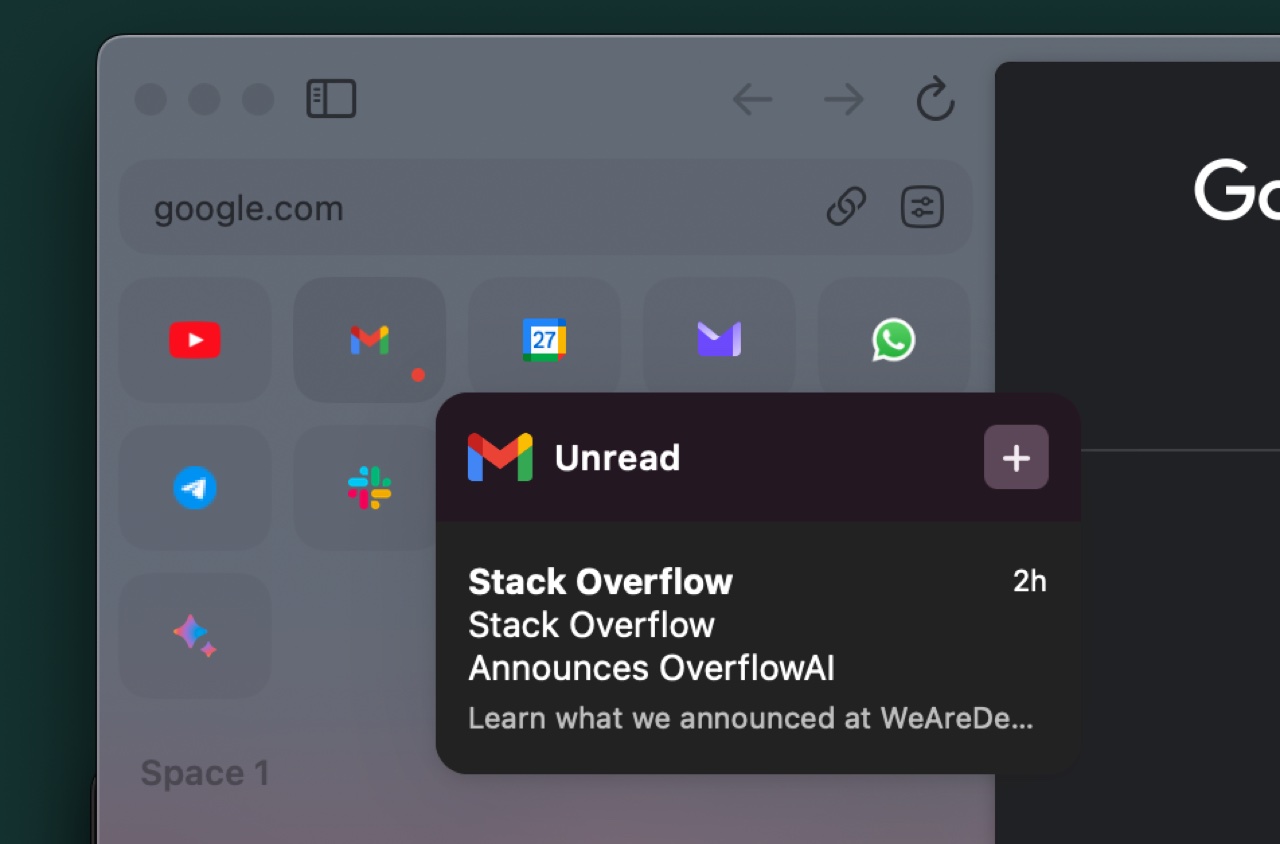 google.com
Go
27
Unread
Stack Overflow
2h
Stack Overflow
Announces OverflowAI
Learn what we announced at WeAreDe...
Space 1